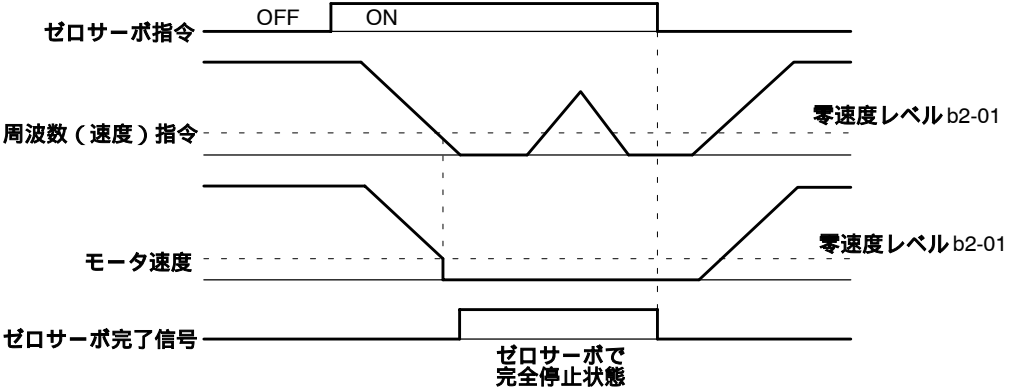 OFF ON
ゼロサーボ指令
周波数(速度)指令
零速度レベル b2-01
モータ速度
零速度レベル b2-01
ゼロサーボ完了信号
ゼロサーボで
完全停止状態